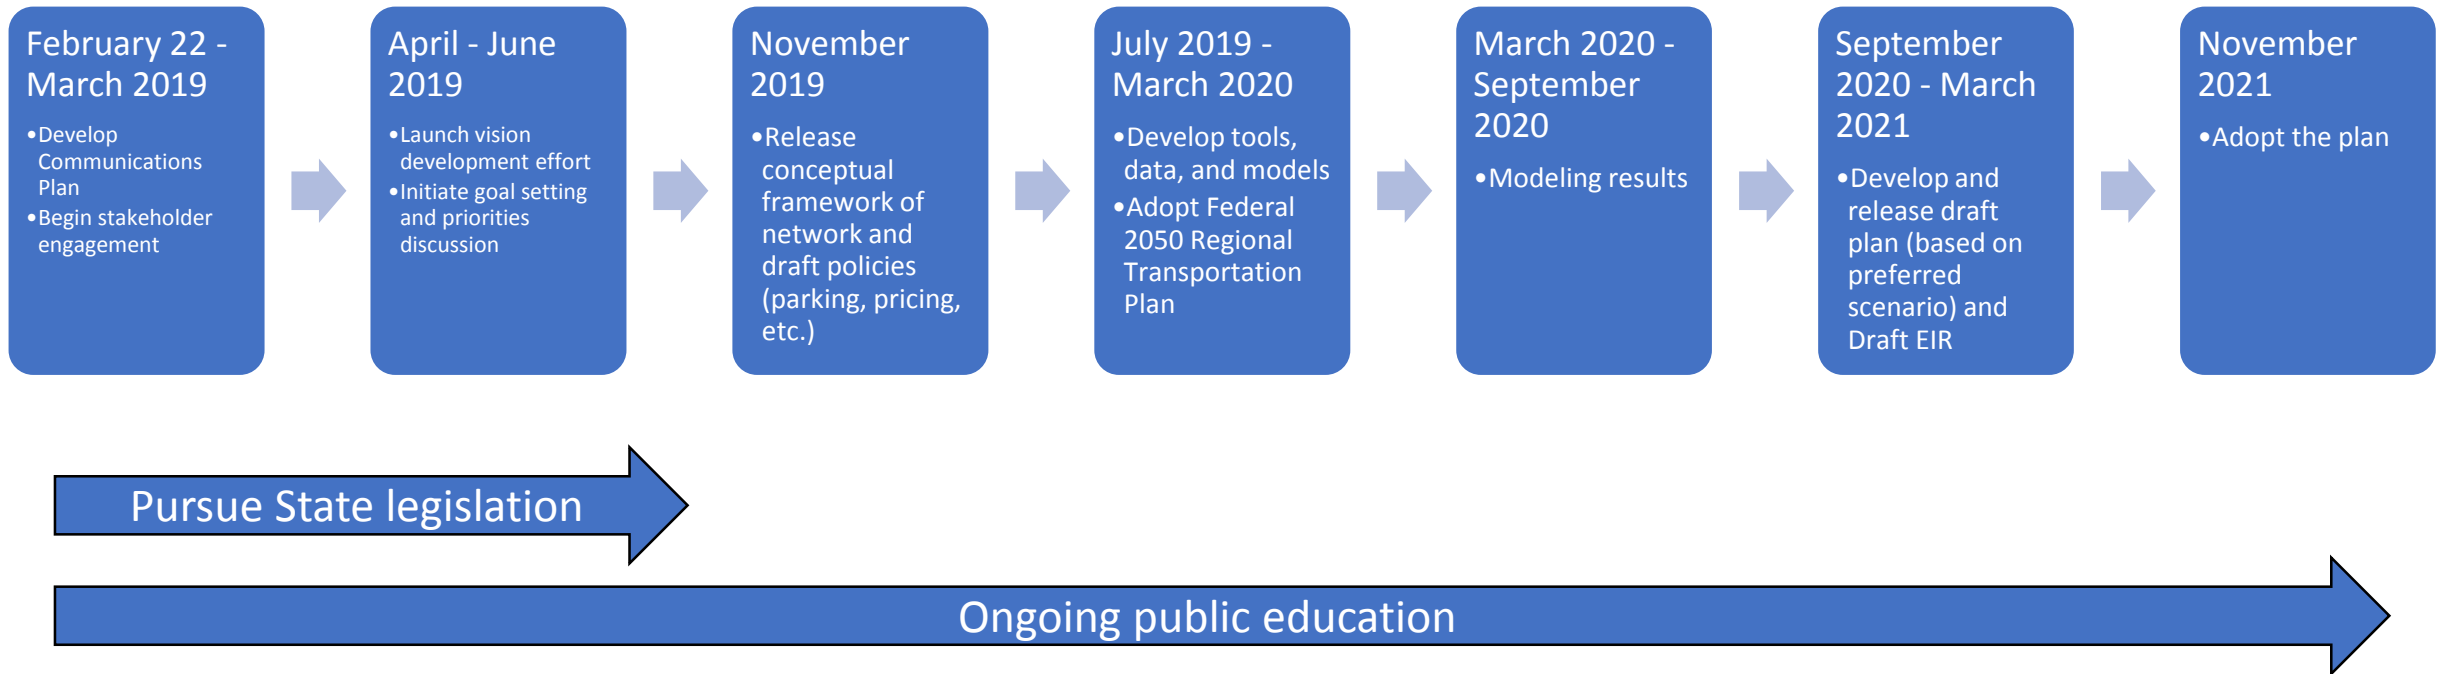 February 22 -
March 2019
•Develop
Communications
Plan
•Begin stakeholder
engagement
April - June
2019
•Launch vision
development effort
•Initiate goal setting
and priorities
discussion
November
2019
•Release
conceptual
framework of
network and
draft policies
(parking, pricing,
etc.)
July 2019 -
March 2020
•Develop tools,
data, and models
•Adopt Federal
2050 Regional
Transportation
Plan
March 2020 -
September
2020
•Modeling results
September
2020 - March
2021
•Develop and
release draft
plan (based on
preferred
scenario) and
Draft EIR
November
2021
•Adopt the plan
Pursue State legislation
Ongoing public education